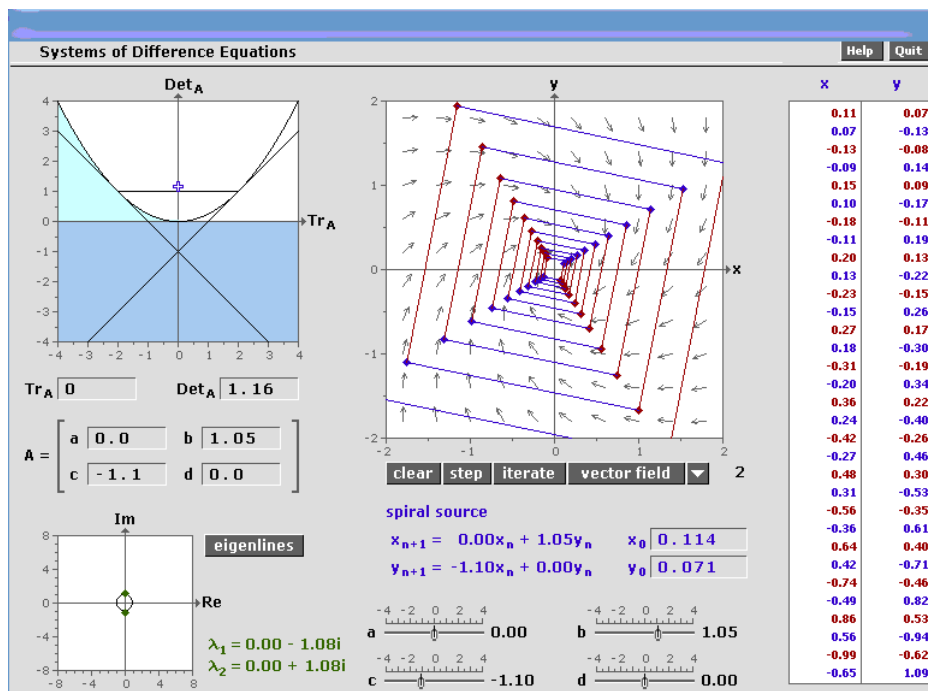 Systems of Difference Equations
Help Quit
Det_A
4
3
2
1
0
-1
-2
-3
-4
-4 -3 -2 -1 0 1 2 3 4
Tr_A
Tr_A 0 Det_A 1.16
A =
a 0.0 b 1.05
c -1.1 d 0.0
Im
8
4
0
-4
-8
-8 -4 0 4 8
Re
eigenlines
λ1 = 0.00 - 1.08i
λ2 = 0.00 + 1.08i
y
2
1
0
-1
-2
-2 -1 0 1 2
x
clear step iterate vector field 2
spiral source
x_{n+1} = 0.00x_n + 1.05y_n x_0 0.114
y_{n+1} = -1.10x_n + 0.00y_n y_0 0.071
-4 -2 0 2 4 -4 -2 0 2 4
a 0.00 b 1.05
-4 -2 0 2 4 -4 -2 0 2 4
c -1.10 d 0.00
x y
0.11 0.07
0.07 -0.13
-0.13 -0.08
-0.09 0.14
0.15 0.09
0.10 -0.17
-0.18 -0.11
-0.11 0.19
0.20 0.13
0.13 -0.22
-0.23 -0.15
-0.15 0.26
0.27 0.17
0.18 -0.30
-0.31 -0.19
-0.20 0.34
0.36 0.22
0.24 -0.40
-0.42 -0.26
-0.27 0.46
0.48 0.30
0.31 -0.53
-0.56 -0.35
-0.36 0.61
0.64 0.40
0.42 -0.71
-0.74 -0.46
-0.49 0.82
0.86 0.53
0.56 -0.94
-0.99 -0.62
-0.65 1.09